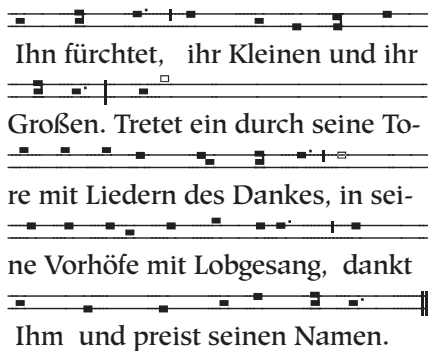 Ihn fürchtet, ihr Kleinen und ihr
Großen. Tretet ein durch seine To-
re mit Liedern des Dankes, in sei-
ne Vorhöfe mit Lobgesang, dankt
Ihm und preist seinen Namen.